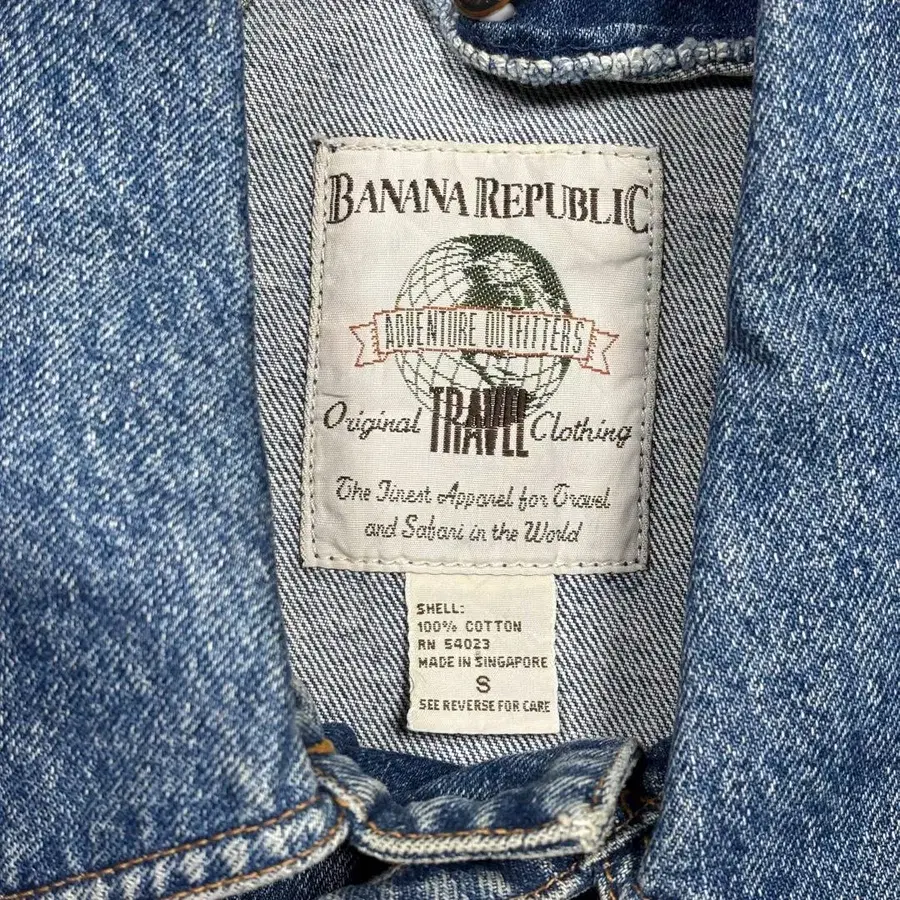 BANANA REPUBLIC
ADVENTURE OUTFITTERS
Original TRAVEL Clothing
The Finest Apparel for Travel
and Safari in the World
SHELL:
100% COTTON
RN 54023
MADE IN SINGAPORE
S
SEE REVERSE FOR CARE